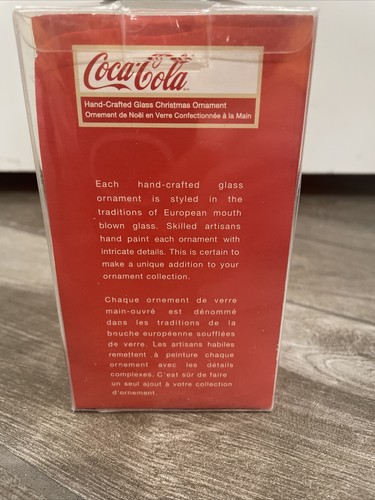 Coca-Cola
Hand-Crafted Glass Christmas Ornament
Ornement de Noël en Verre Confectionnée à la Main
Each hand-crafted glass
ornament is styled in the
traditions of European mouth
blown glass. Skilled artisans
hand paint each ornament with
intricate details. This is certain to
make a unique addition to your
ornament collection.
Chaque ornement de verre
main-ouvré est dénommé
dans les traditions de la
bouche européenne soufflées
de verre. Les artisans habiles
remettent à peinture chaque
ornement avec les détails
complexes. C'est sûr de faire
un seul ajout à votre collection
d'ornement.